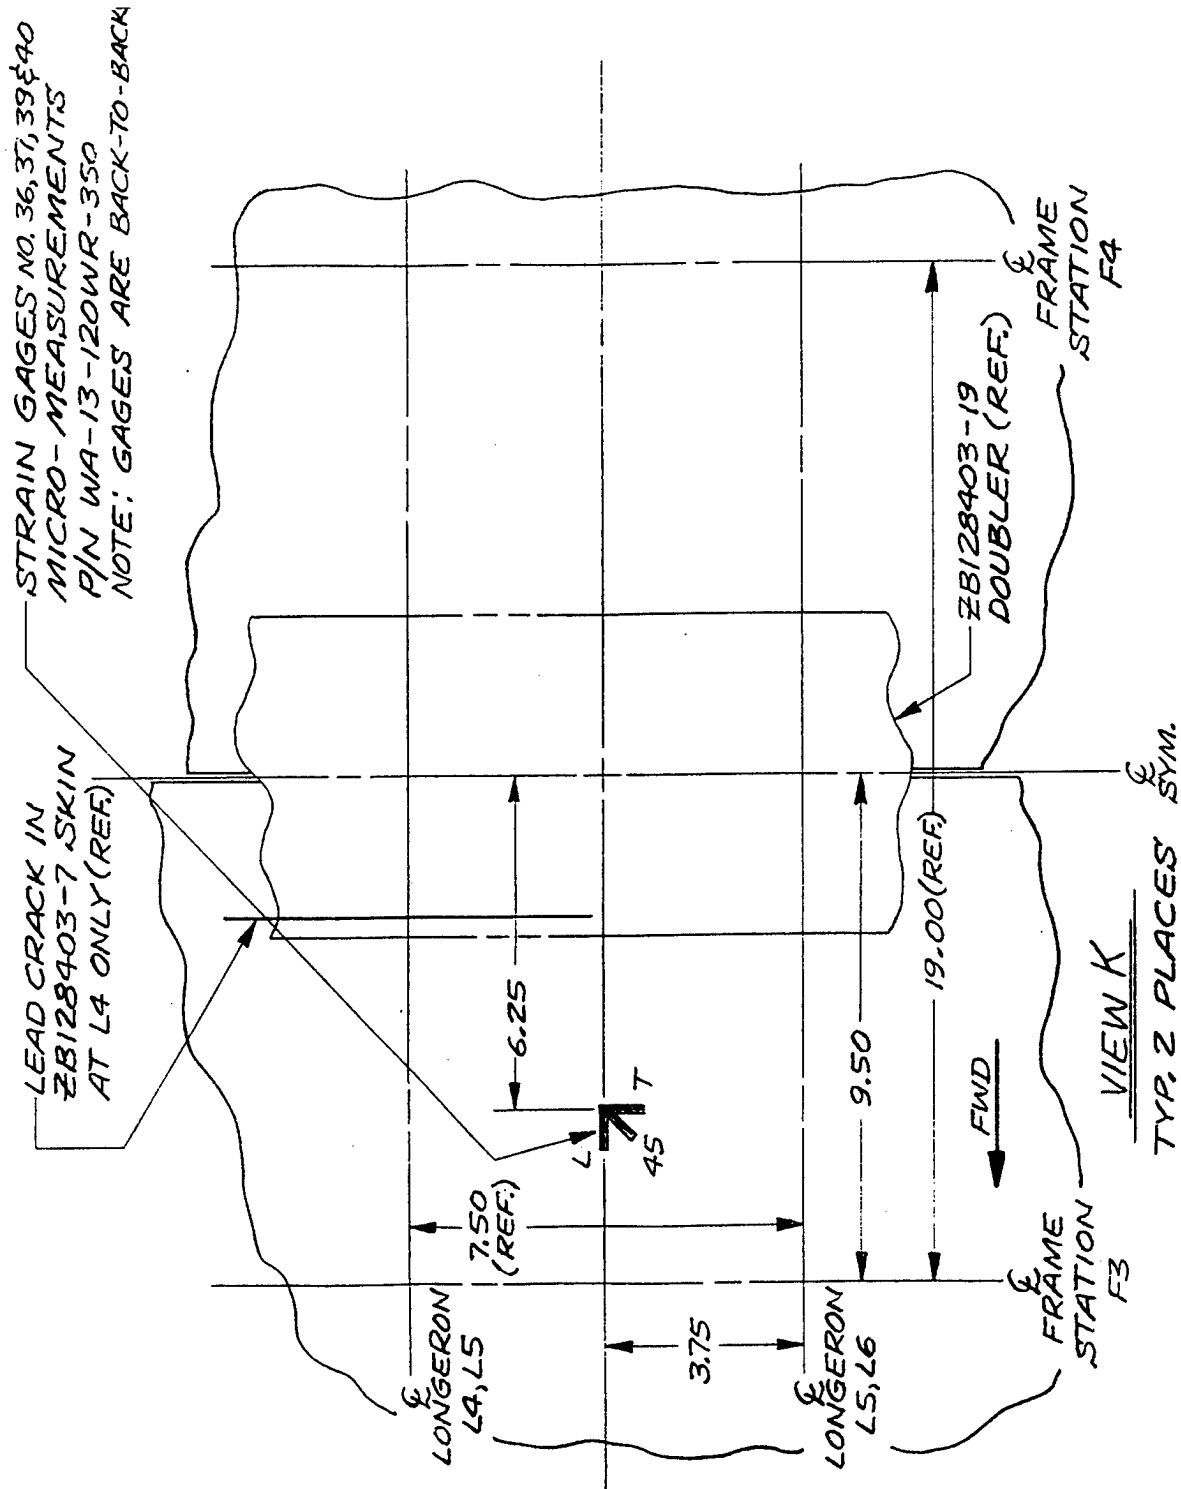 STRAIN GAGES NO. 36,37,39&40
MICRO-MEASUREMENTS
P/N WA-13-120WR-350
NOTE: GAGES ARE BACK-TO-BACK
LEAD CRACK IN
ZB128403-7 SKIN
AT L4 ONLY (REF.)
6.25
L
45
T
7.50
(REF.)
3.75
9.50
19.00 (REF.)
ZB128403-19
DOUBLER (REF.)
℄
LONGERON
L4, L5
℄
LONGERON
L5, L6
℄
FRAME
STATION
F3
℄
FRAME
STATION
F4
℄
SYM.
FWD
VIEW K
TYP. 2 PLACES